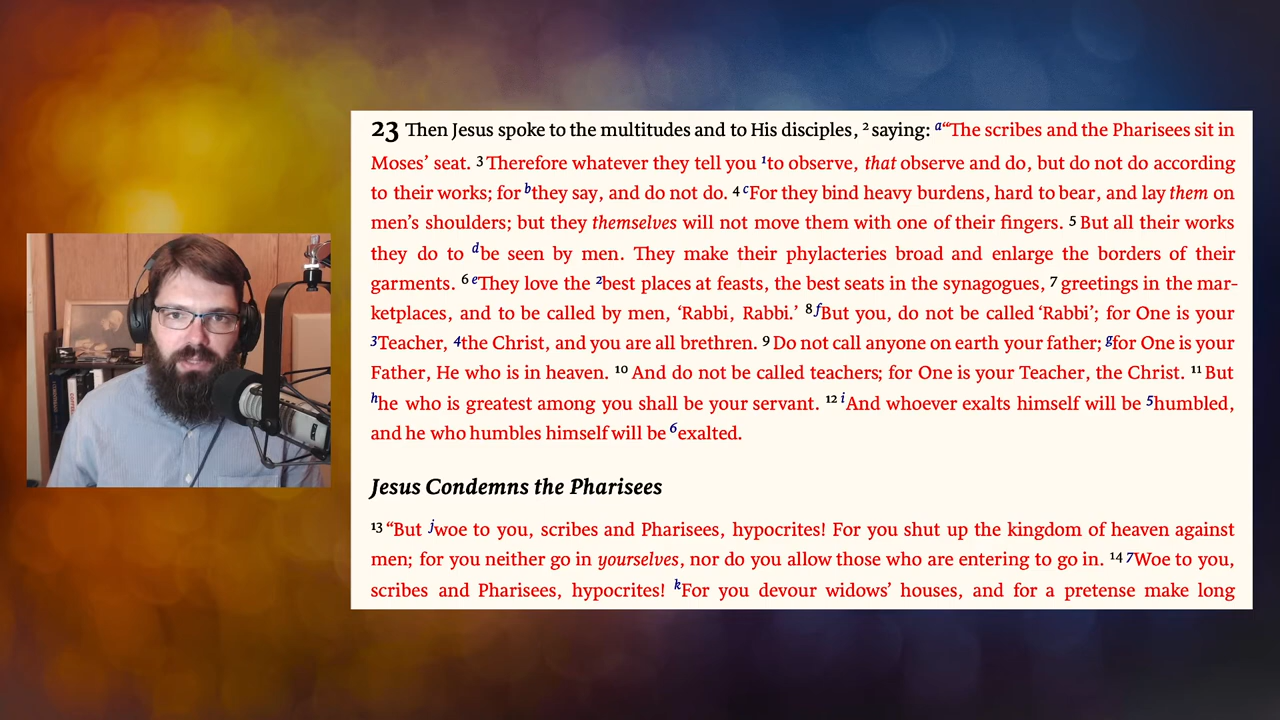 23 Then Jesus spoke to the multitudes and to His disciples, 2 saying: a“The scribes and the Pharisees sit in
Moses’ seat. 3 Therefore whatever they tell you 1to observe, that observe and do, but do not do according
to their works; for bthey say, and do not do. 4 cFor they bind heavy burdens, hard to bear, and lay them on
men’s shoulders; but they themselves will not move them with one of their fingers. 5 But all their works
they do to dbe seen by men. They make their phylacteries broad and enlarge the borders of their
garments. 6 eThey love the 2best places at feasts, the best seats in the synagogues, 7 greetings in the mar-
ketplaces, and to be called by men, ‘Rabbi, Rabbi.’ 8 fBut you, do not be called ‘Rabbi’; for One is your
3Teacher, 4the Christ, and you are all brethren. 9 Do not call anyone on earth your father; gfor One is your
Father, He who is in heaven. 10 And do not be called teachers; for One is your Teacher, the Christ. 11 But
hhe who is greatest among you shall be your servant. 12 iAnd whoever exalts himself will be 5humbled,
and he who humbles himself will be 6exalted.
Jesus Condemns the Pharisees
13 “But jwoe to you, scribes and Pharisees, hypocrites! For you shut up the kingdom of heaven against
men; for you neither go in yourselves, nor do you allow those who are entering to go in. 14 7Woe to you,
scribes and Pharisees, hypocrites! kFor you devour widows’ houses, and for a pretense make long